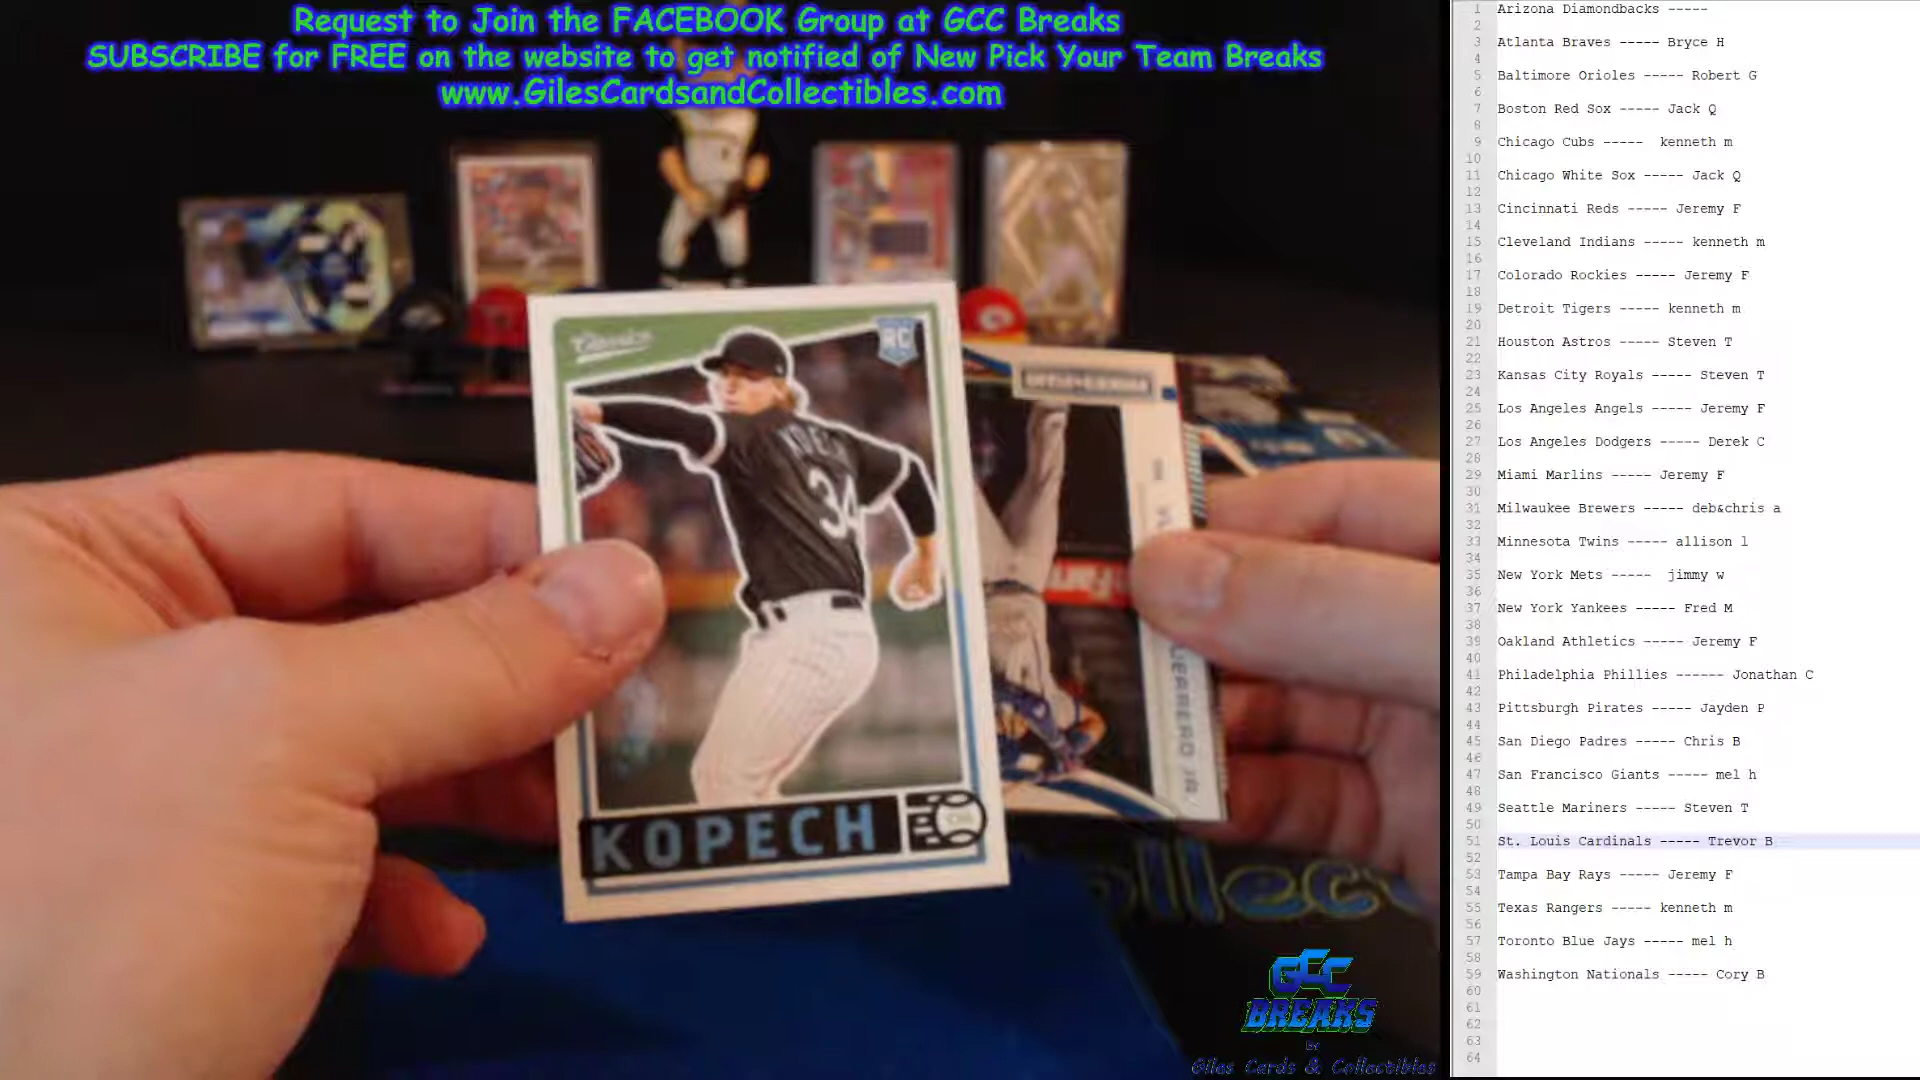 Request to Join the FACEBOOK Group at GCC Breaks
SUBSCRIBE for FREE on the website to get notified of New Pick Your Team Breaks
www.GilesCardsandCollectibles.com
Classics
RC
34
KOPECH
GUERRERO JR.
GCC
BREAKS
BY
Giles Cards & Collectibles
1 Arizona Diamondbacks -----
2
3 Atlanta Braves ----- Bryce H
4
5 Baltimore Orioles ----- Robert G
6
7 Boston Red Sox ----- Jack Q
8
9 Chicago Cubs ----- kenneth m
10
11 Chicago White Sox ----- Jack Q
12
13 Cincinnati Reds ----- Jeremy F
14
15 Cleveland Indians ----- kenneth m
16
17 Colorado Rockies ----- Jeremy F
18
19 Detroit Tigers ----- kenneth m
20
21 Houston Astros ----- Steven T
22
23 Kansas City Royals ----- Steven T
24
25 Los Angeles Angels ----- Jeremy F
26
27 Los Angeles Dodgers ----- Derek C
28
29 Miami Marlins ----- Jeremy F
30
31 Milwaukee Brewers ----- deb&chris a
32
33 Minnesota Twins ----- allison l
34
35 New York Mets ----- jimmy w
36
37 New York Yankees ----- Fred M
38
39 Oakland Athletics ----- Jeremy F
40
41 Philadelphia Phillies ------ Jonathan C
42
43 Pittsburgh Pirates ----- Jayden P
44
45 San Diego Padres ----- Chris B
46
47 San Francisco Giants ----- mel h
48
49 Seattle Mariners ----- Steven T
50
51 St. Louis Cardinals ----- Trevor B
52
53 Tampa Bay Rays ----- Jeremy F
54
55 Texas Rangers ----- kenneth m
56
57 Toronto Blue Jays ----- mel h
58
59 Washington Nationals ----- Cory B
60
61
62
63
64